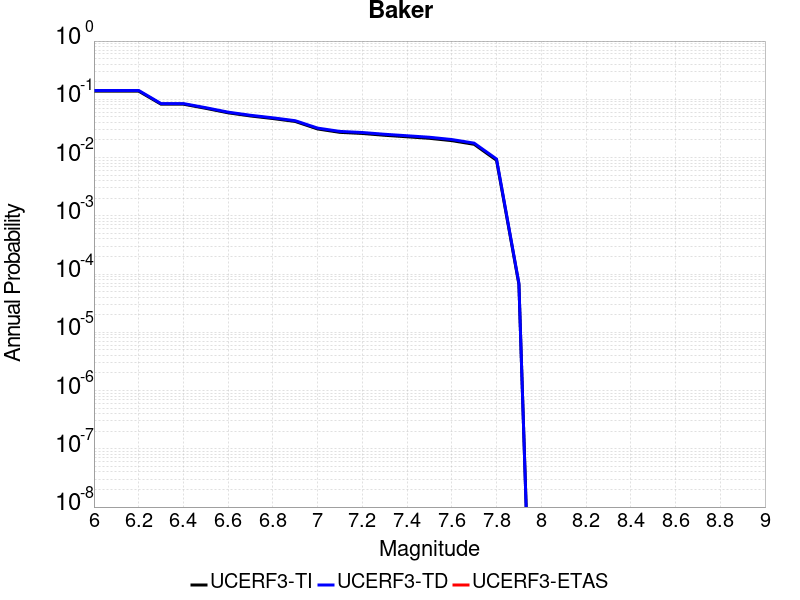 Baker
10^0
10^-1
10^-2
10^-3
10^-4
10^-5
10^-6
10^-7
10^-8
Annual Probability
6 6.2 6.4 6.6 6.8 7 7.2 7.4 7.6 7.8 8 8.2 8.4 8.6 8.8 9
Magnitude
UCERF3-TI UCERF3-TD UCERF3-ETAS